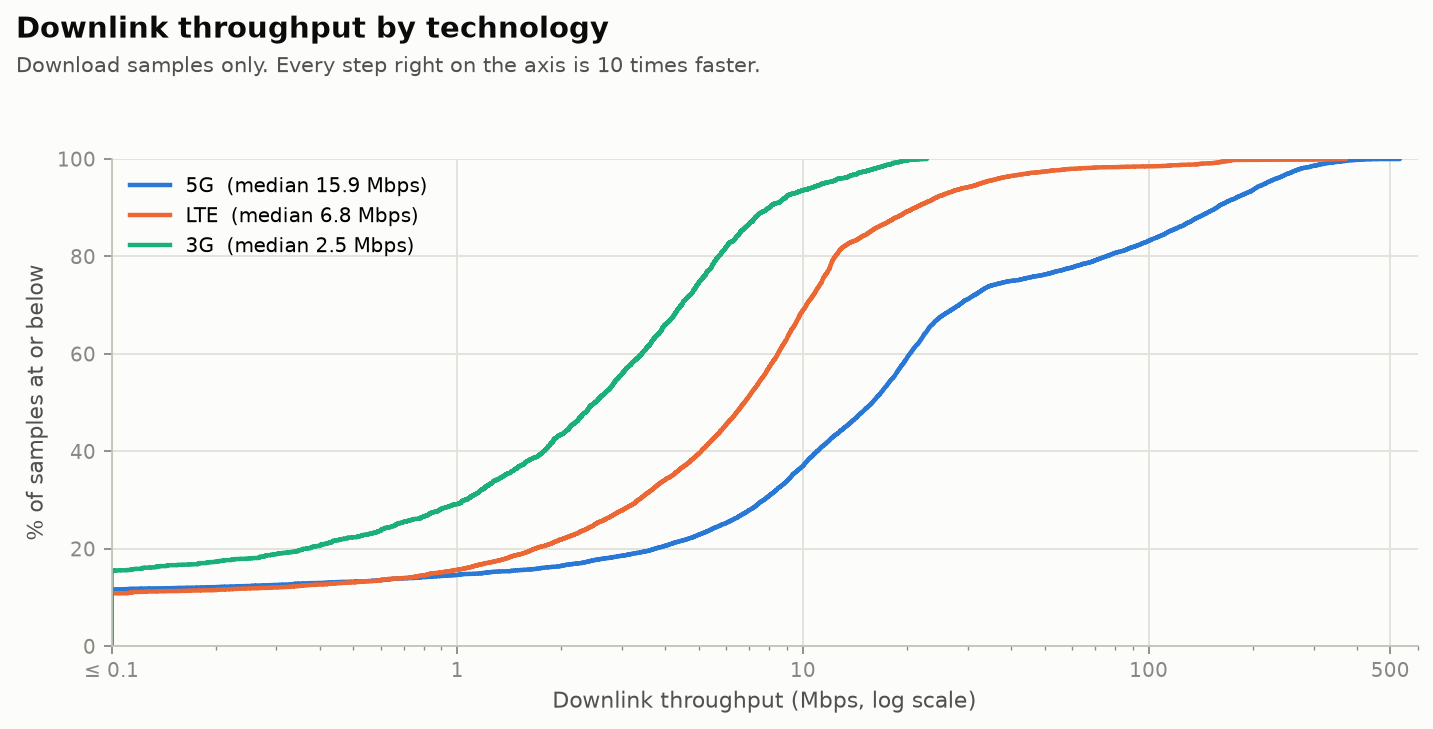 Downlink throughput by technology
Download samples only. Every step right on the axis is 10 times faster.
% of samples at or below
100
80
60
40
20
0
5G (median 15.9 Mbps)
LTE (median 6.8 Mbps)
3G (median 2.5 Mbps)
≤ 0.1
1
10
100
500
Downlink throughput (Mbps, log scale)